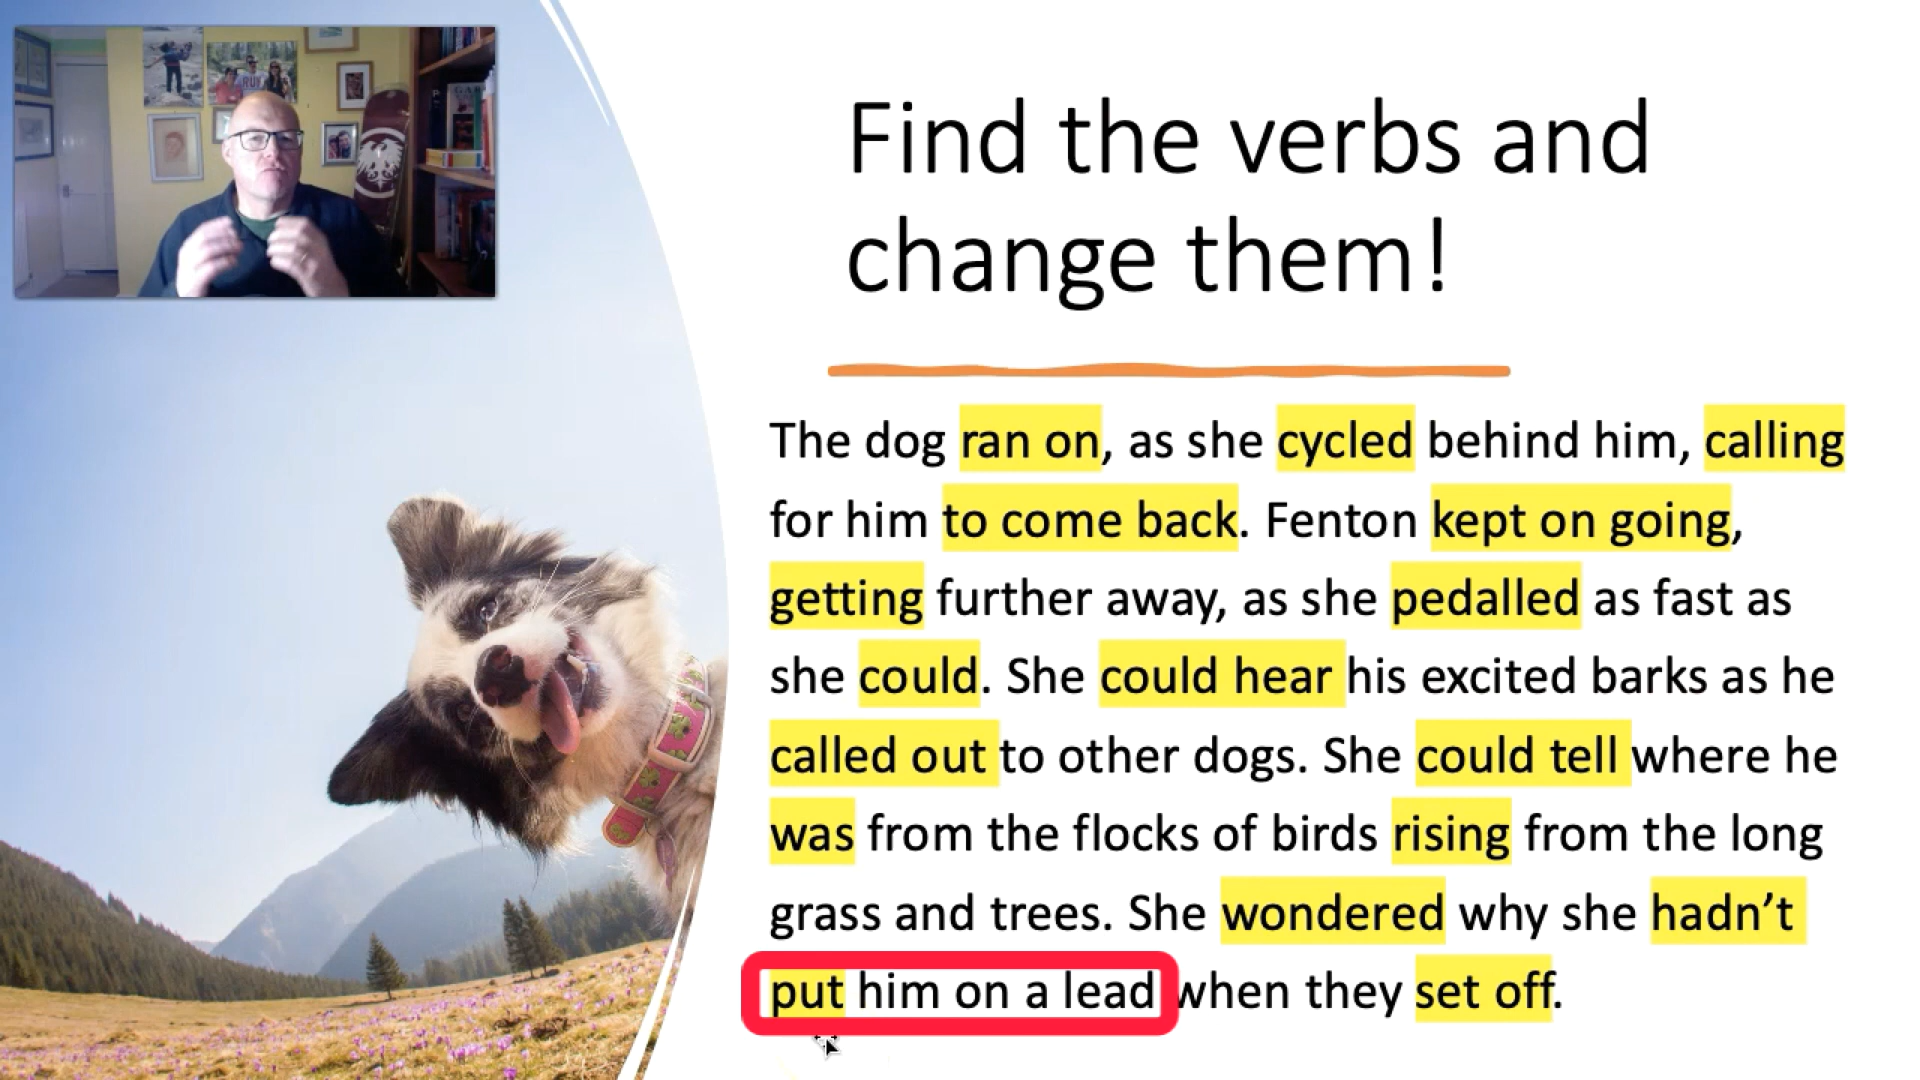 Find the verbs and
change them!
The dog ran on, as she cycled behind him, calling
for him to come back. Fenton kept on going,
getting further away, as she pedalled as fast as
she could. She could hear his excited barks as he
called out to other dogs. She could tell where he
was from the flocks of birds rising from the long
grass and trees. She wondered why she hadn’t
put him on a lead when they set off.